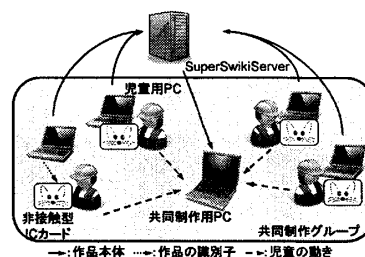 SuperSwikiServer
児童用PC
非接触型
ICカード
共同制作用PC
共同制作グループ
→:作品本体 ┈▸:作品の識別子 - ▸:児童の動き